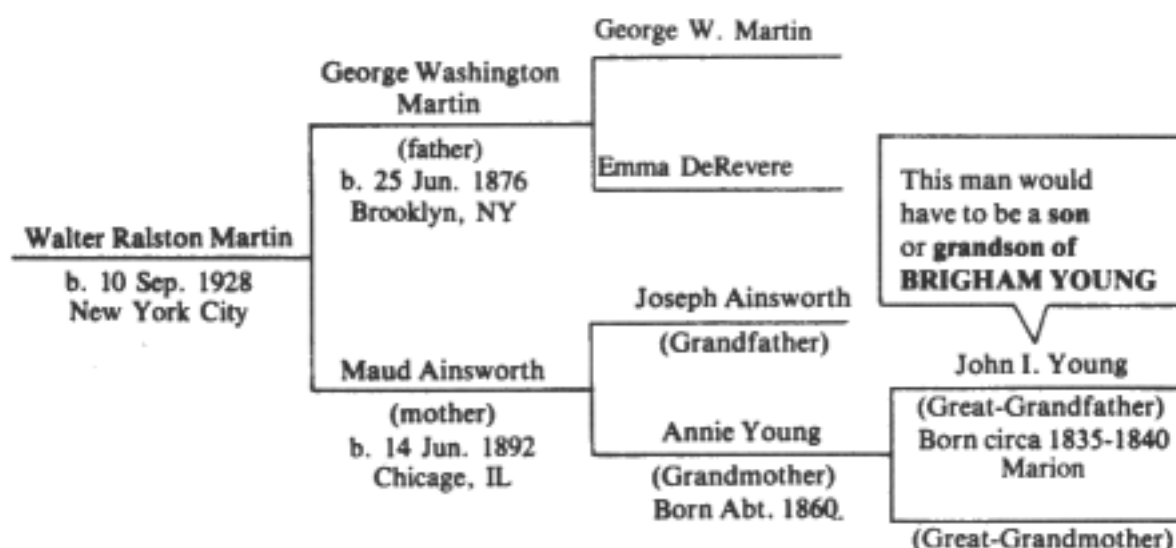 George W. Martin
George Washington
Martin
(father)
b. 25 Jun. 1876
Brooklyn, NY
Emma DeRevere
This man would
have to be a son
or grandson of
BRIGHAM YOUNG
Walter Ralston Martin
b. 10 Sep. 1928
New York City
Joseph Ainsworth
(Grandfather)
John I. Young
Maud Ainsworth
(mother)
b. 14 Jun. 1892
Chicago, IL
Annie Young
(Grandmother)
Born Abt. 1860.
(Great-Grandfather)
Born circa 1835-1840
Marion
(Great-Grandmother)